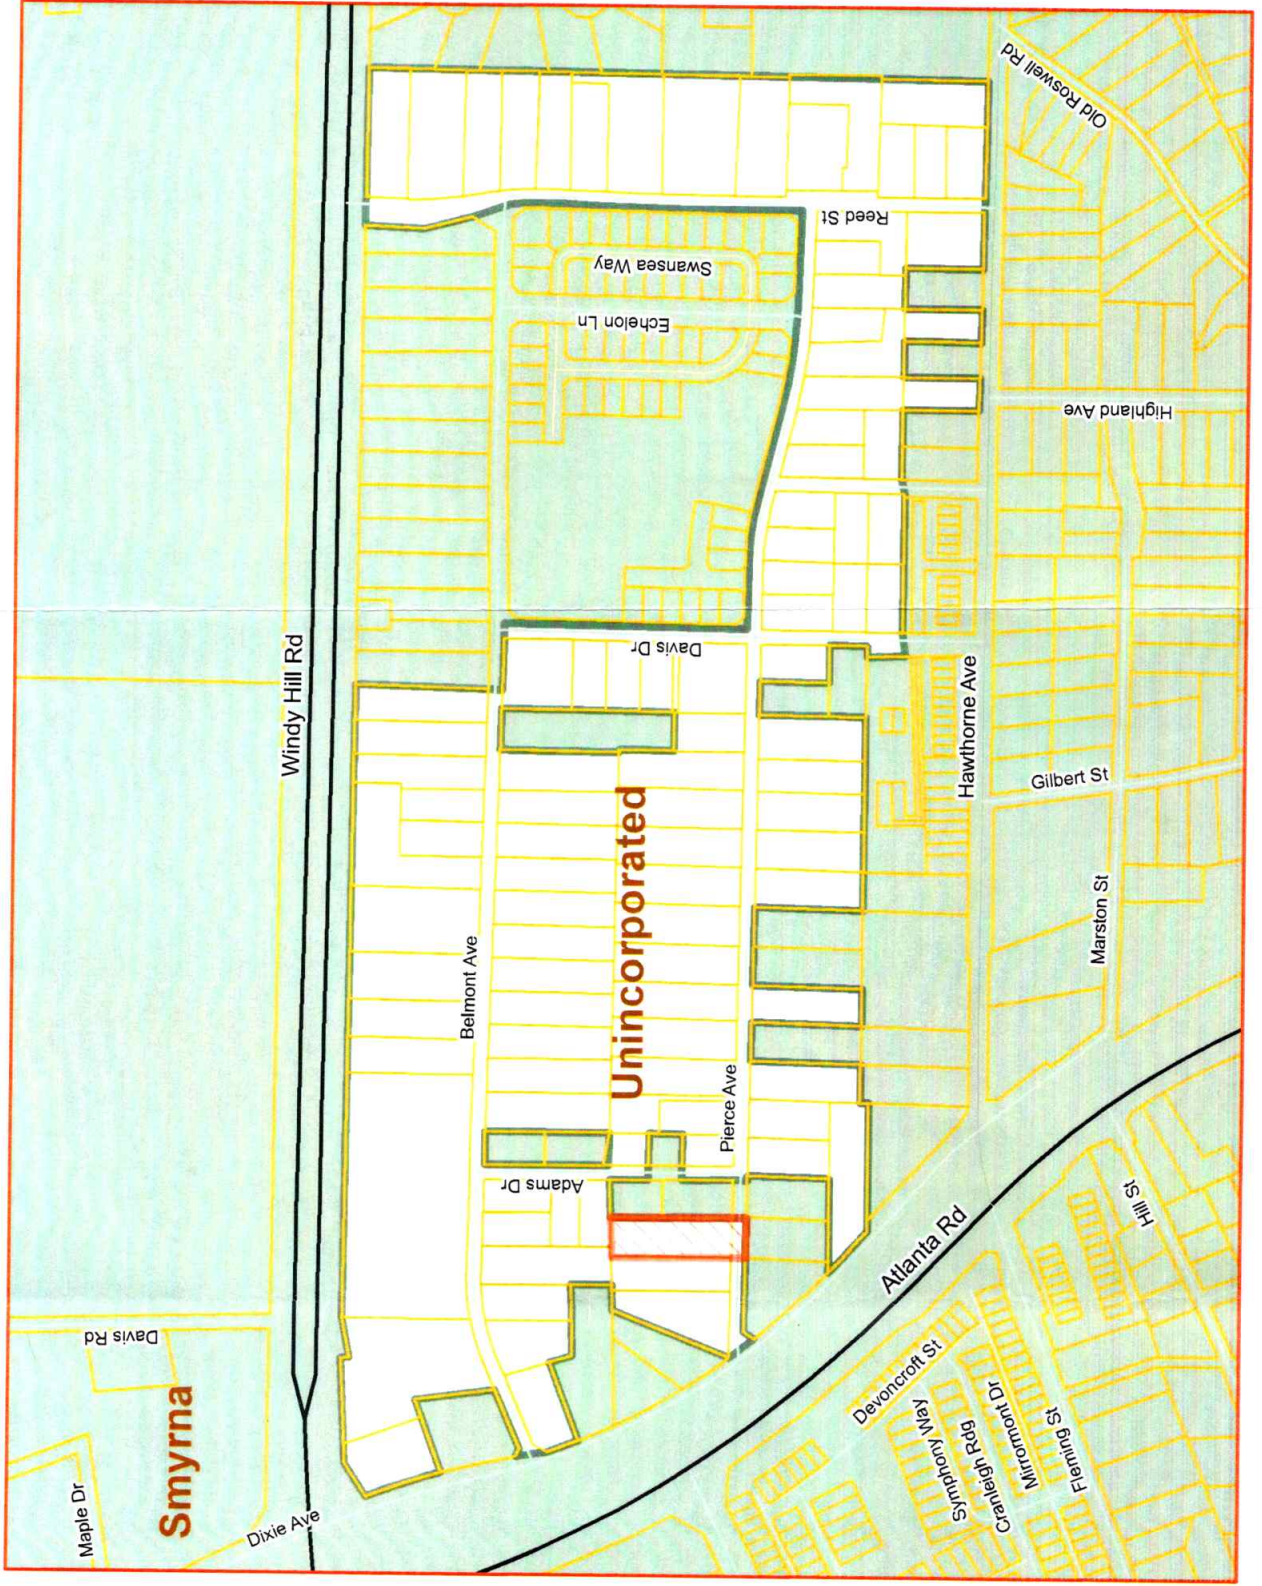 Windy Hill Rd
Old Roswell Rd
Reed St
Swansea Way
Echelon Ln
Highland Ave
Davis Dr
Hawthorne Ave
Gilbert St
Marston St
Belmont Ave
Unincorporated
Pierce Ave
Adams Dr
Atlanta Rd
Hill St
Davis Rd
Smyrna
Maple Dr
Dixie Ave
Devoncroft St
Symphony Way
Cranleigh Rdg
Mirrormont Dr
Fleming St